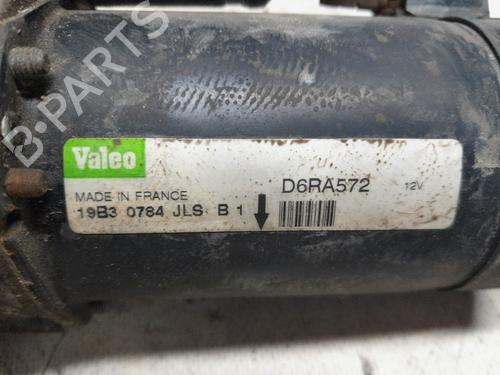 B-PARTS
Valeo
MADE IN FRANCE
D6RA572
12V
19B3 0784 JLS B 1